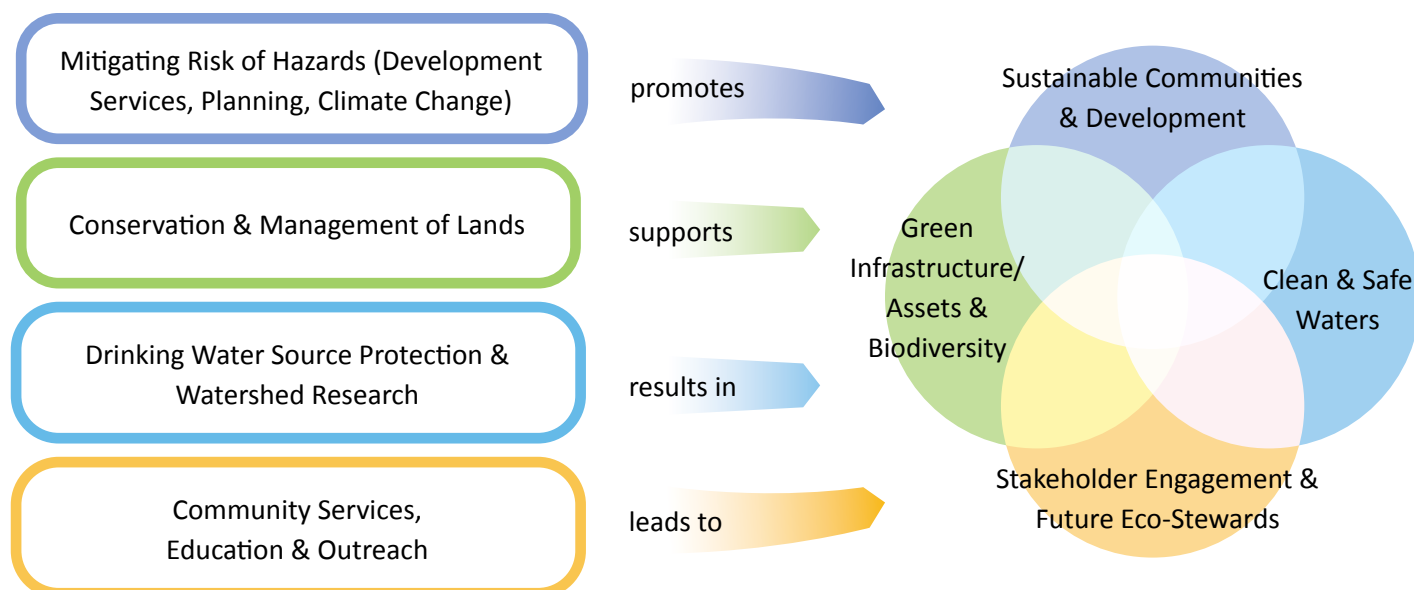 Mitigating Risk of Hazards (Development
Services, Planning, Climate Change)
promotes
Sustainable Communities
& Development
Conservation & Management of Lands
supports
Green
Infrastructure/
Assets &
Biodiversity
Clean & Safe
Waters
Drinking Water Source Protection &
Watershed Research
results in
Community Services,
Education & Outreach
leads to
Stakeholder Engagement &
Future Eco-Stewards